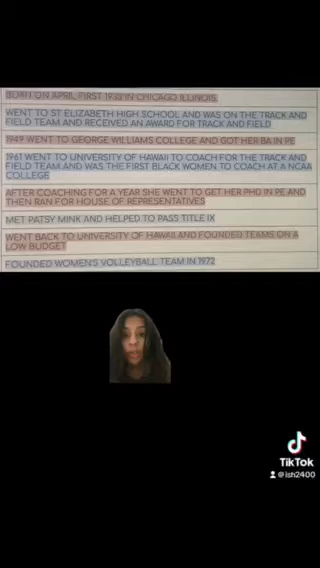 BORN ON APRIL FIRST 1933 IN CHICAGO ILLINOIS.
WENT TO ST ELIZABETH HIGH SCHOOL AND WAS ON THE TRACK AND
FIELD TEAM AND RECEIVED AN AWARD FOR TRACK AND FIELD
1949 WENT TO GEORGE WILLIAMS COLLEGE AND GOT HER BA IN PE
1961 WENT TO UNIVERSITY OF HAWAII TO COACH FOR THE TRACK AND
FIELD TEAM AND WAS THE FIRST BLACK WOMEN TO COACH AT A NCAA
COLLEGE
AFTER COACHING FOR A YEAR SHE WENT TO GET HER PHD IN PE AND
THEN RAN FOR HOUSE OF REPRESENTATIVES
MET PATSY MINK AND HELPED TO PASS TITLE IX
WENT BACK TO UNIVERSITY OF HAWAII AND FOUNDED TEAMS ON A
LOW BUDGET
FOUNDED WOMEN'S VOLLEYBALL TEAM IN 1972
TikTok
@ish2400